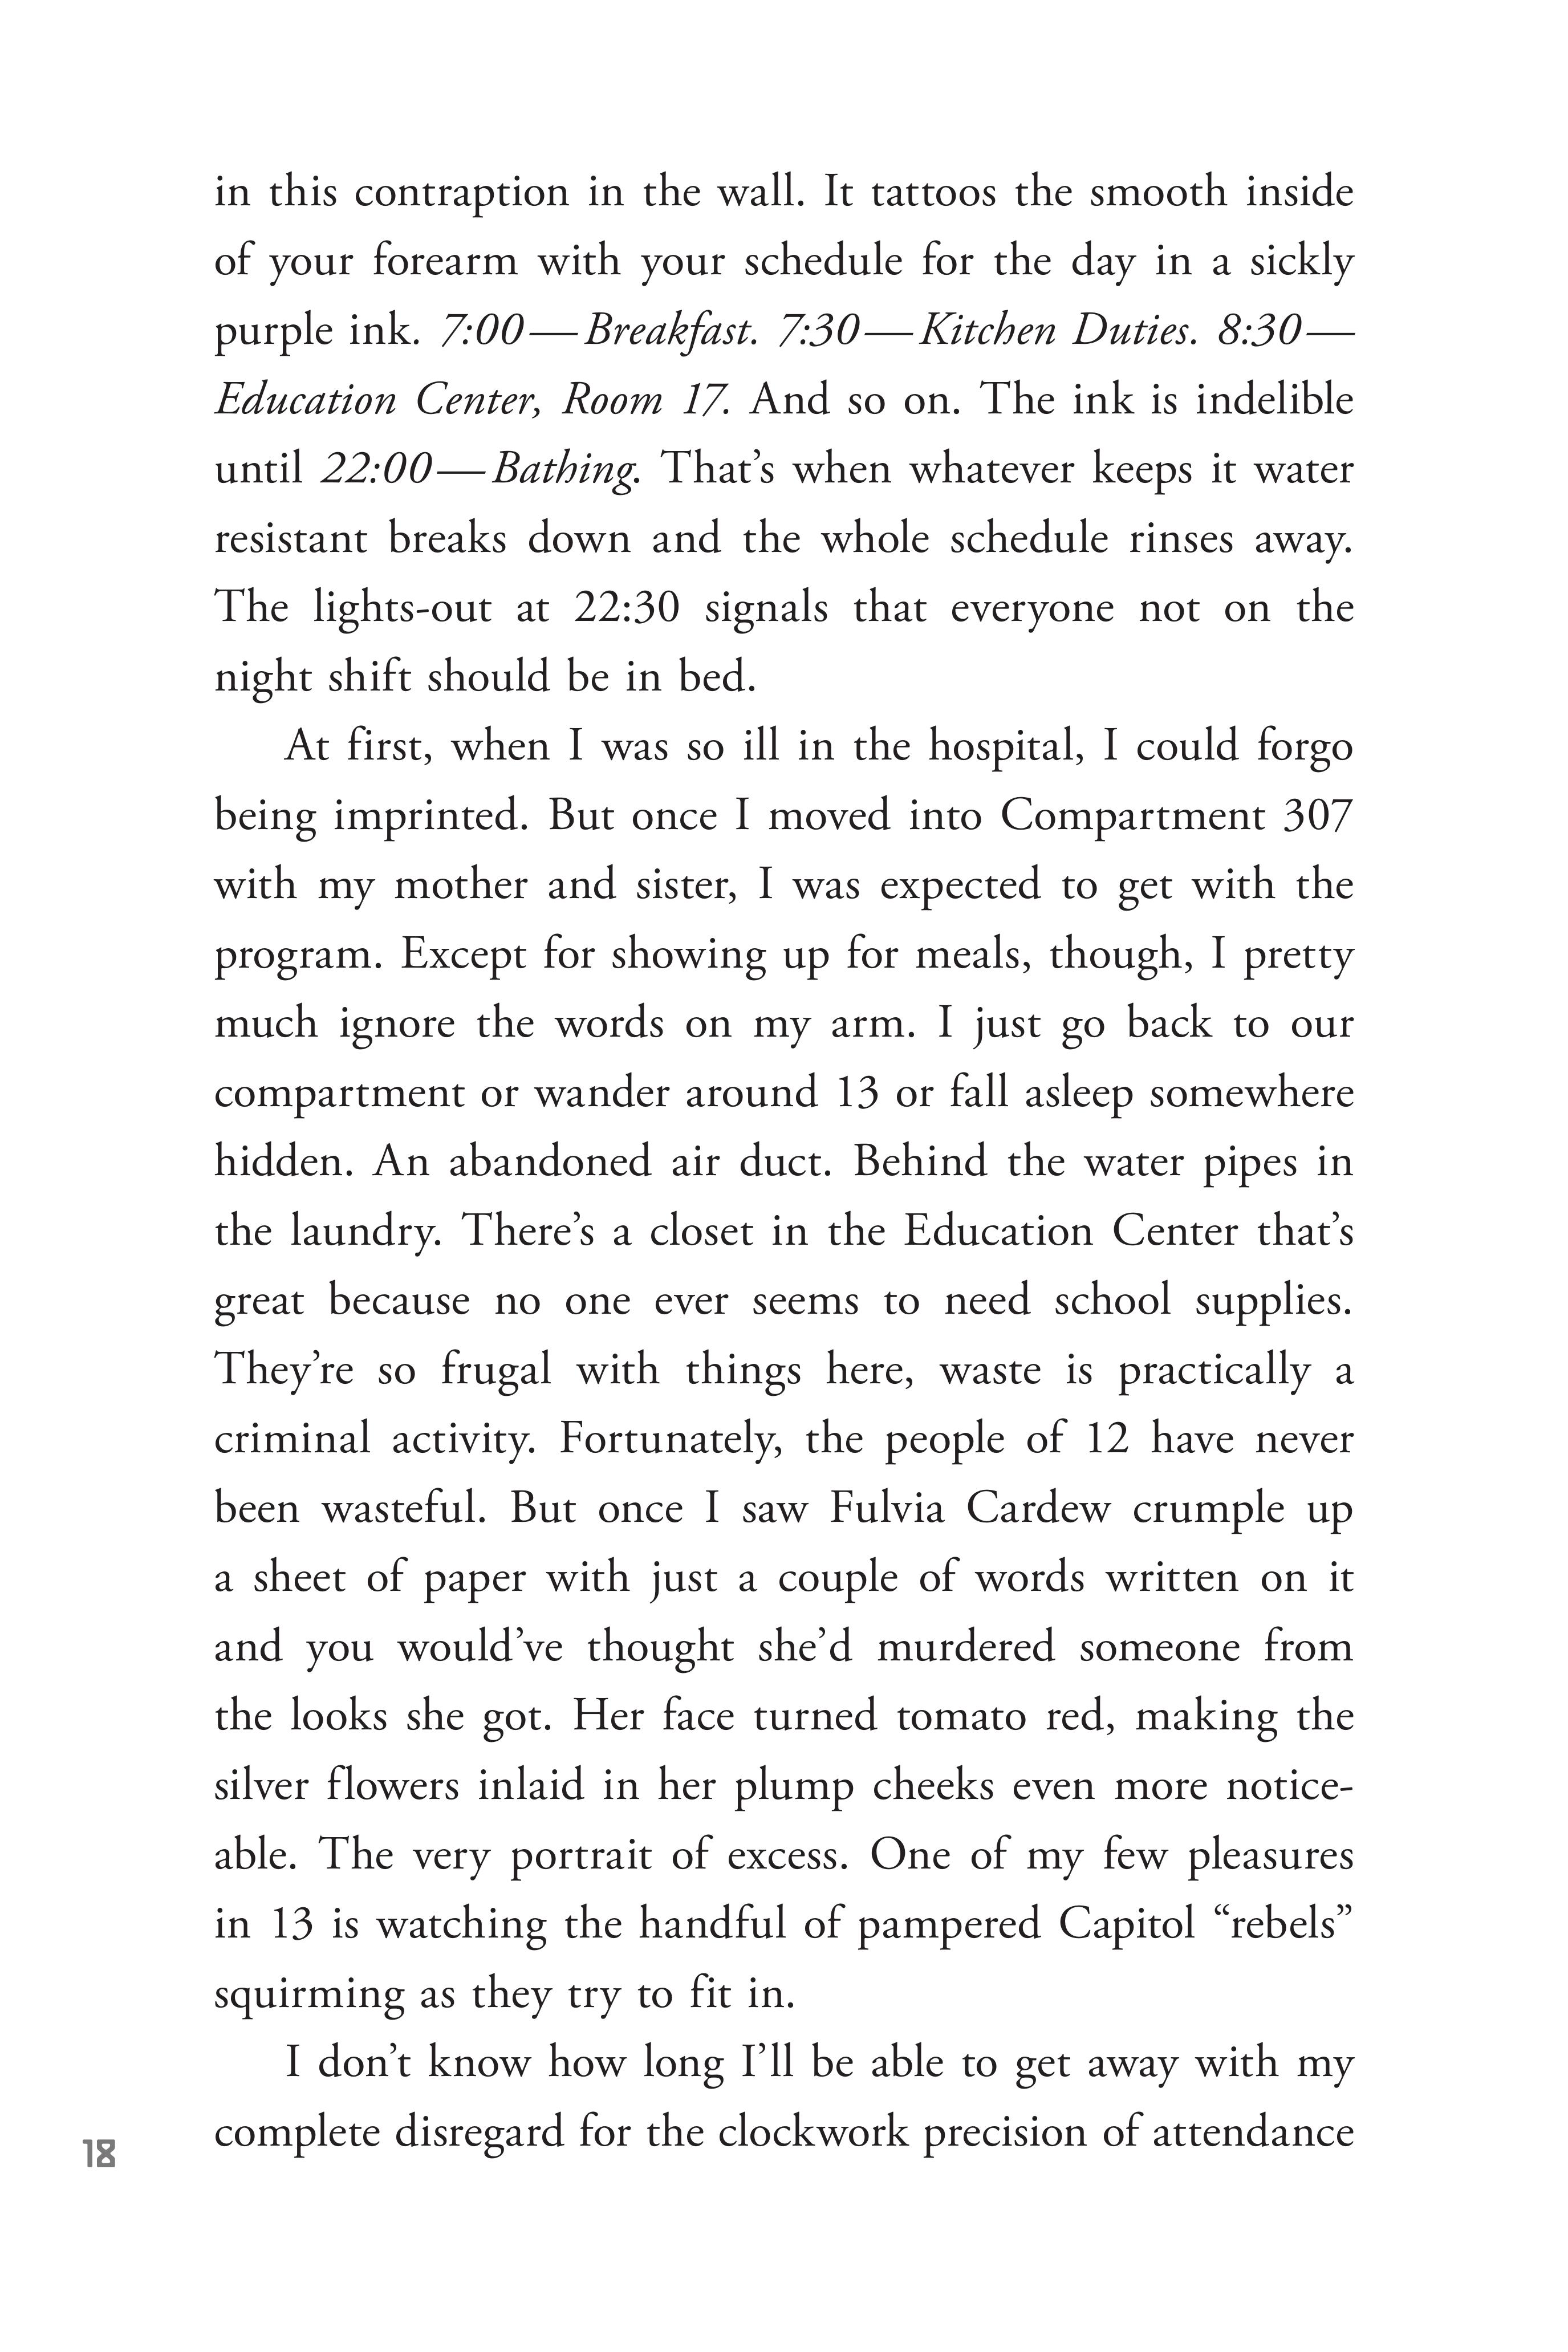 in this contraption in the wall. It tattoos the smooth inside
of your forearm with your schedule for the day in a sickly
purple ink. 7:00—Breakfast. 7:30—Kitchen Duties. 8:30—
Education Center, Room 17. And so on. The ink is indelible
until 22:00—Bathing. That’s when whatever keeps it water
resistant breaks down and the whole schedule rinses away.
The lights-out at 22:30 signals that everyone not on the
night shift should be in bed.
At first, when I was so ill in the hospital, I could forgo
being imprinted. But once I moved into Compartment 307
with my mother and sister, I was expected to get with the
program. Except for showing up for meals, though, I pretty
much ignore the words on my arm. I just go back to our
compartment or wander around 13 or fall asleep somewhere
hidden. An abandoned air duct. Behind the water pipes in
the laundry. There’s a closet in the Education Center that’s
great because no one ever seems to need school supplies.
They’re so frugal with things here, waste is practically a
criminal activity. Fortunately, the people of 12 have never
been wasteful. But once I saw Fulvia Cardew crumple up
a sheet of paper with just a couple of words written on it
and you would’ve thought she’d murdered someone from
the looks she got. Her face turned tomato red, making the
silver flowers inlaid in her plump cheeks even more notice-
able. The very portrait of excess. One of my few pleasures
in 13 is watching the handful of pampered Capitol “rebels”
squirming as they try to fit in.
I don’t know how long I’ll be able to get away with my
complete disregard for the clockwork precision of attendance
18